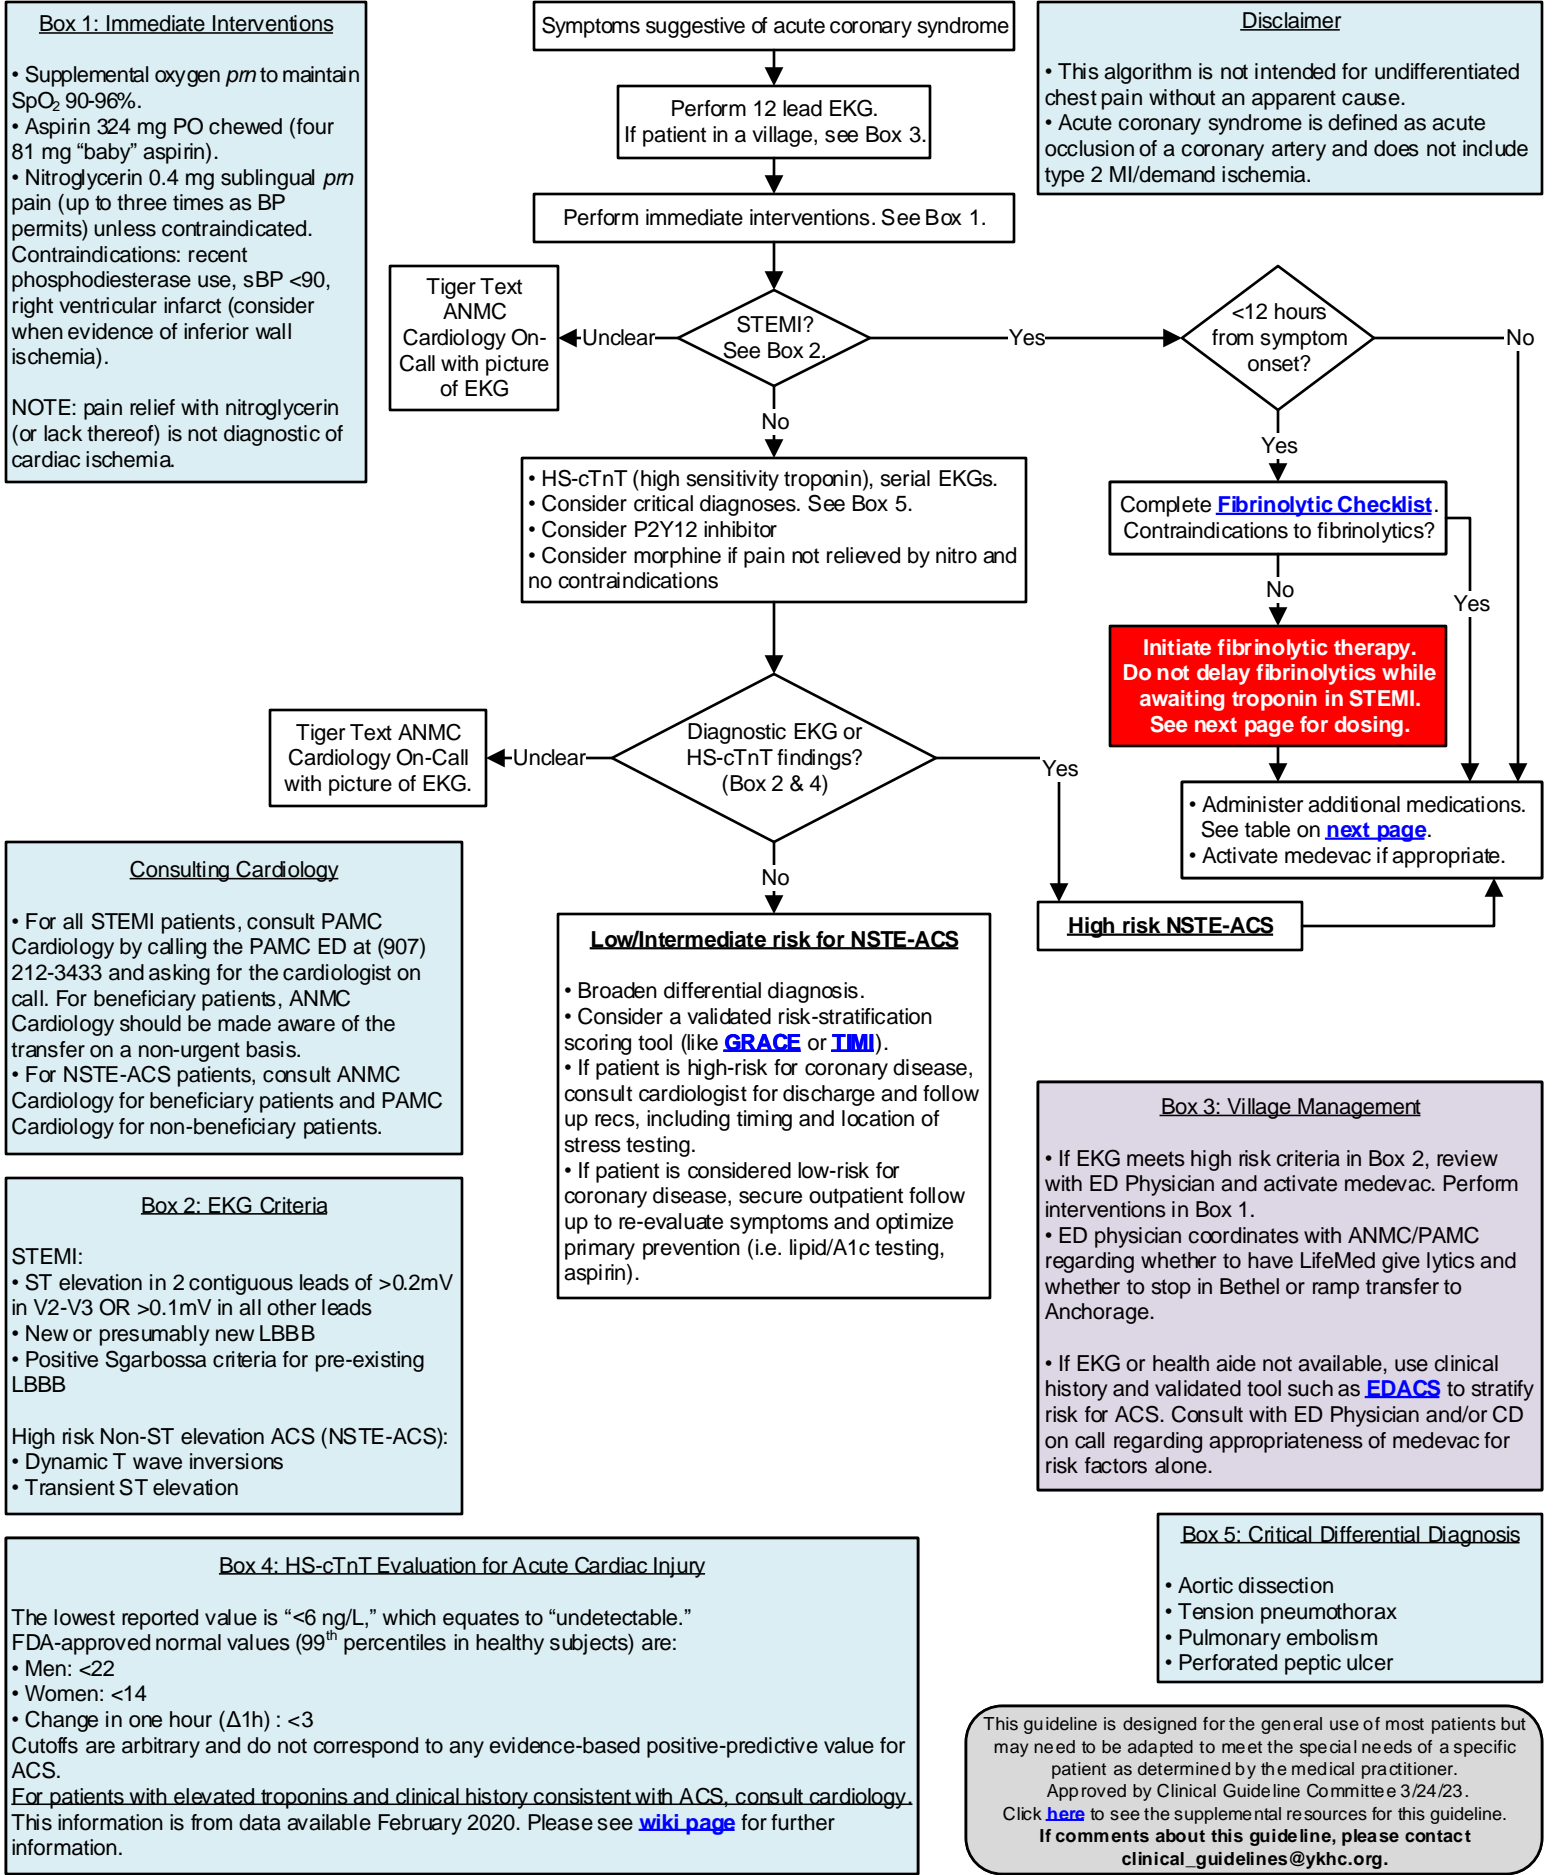 Box 1: Immediate Interventions
• Supplemental oxygen prn to maintain
SpO₂ 90-96%.
• Aspirin 324 mg PO chewed (four
81 mg “baby” aspirin).
• Nitroglycerin 0.4 mg sublingual prn
pain (up to three times as BP
permits) unless contraindicated.
Contraindications: recent
phosphodiesterase use, sBP <90,
right ventricular infarct (consider
when evidence of inferior wall
ischemia).
NOTE: pain relief with nitroglycerin
(or lack thereof) is not diagnostic of
cardiac ischemia.
Symptoms suggestive of acute coronary syndrome
Perform 12 lead EKG.
If patient in a village, see Box 3.
Perform immediate interventions. See Box 1.
Disclaimer
• This algorithm is not intended for undifferentiated
chest pain without an apparent cause.
• Acute coronary syndrome is defined as acute
occlusion of a coronary artery and does not include
type 2 MI/demand ischemia.
Tiger Text
ANMC
Cardiology On-
Call with picture
of EKG
Unclear
STEMI?
See Box 2.
Yes
<12 hours
from symptom
onset?
No
No
Yes
• HS-cTnT (high sensitivity troponin), serial EKGs.
• Consider critical diagnoses. See Box 5.
• Consider P2Y12 inhibitor
• Consider morphine if pain not relieved by nitro and
no contraindications
Complete Fibrinolytic Checklist.
Contraindications to fibrinolytics?
No
Yes
Initiate fibrinolytic therapy.
Do not delay fibrinolytics while
awaiting troponin in STEMI.
See next page for dosing.
Tiger Text ANMC
Cardiology On-Call
with picture of EKG.
Unclear
Diagnostic EKG or
HS-cTnT findings?
(Box 2 & 4)
Yes
• Administer additional medications.
See table on next page.
• Activate medevac if appropriate.
No
High risk NSTE-ACS
Consulting Cardiology
• For all STEMI patients, consult PAMC
Cardiology by calling the PAMC ED at (907)
212-3433 and asking for the cardiologist on
call. For beneficiary patients, ANMC
Cardiology should be made aware of the
transfer on a non-urgent basis.
• For NSTE-ACS patients, consult ANMC
Cardiology for beneficiary patients and PAMC
Cardiology for non-beneficiary patients.
Low/Intermediate risk for NSTE-ACS
• Broaden differential diagnosis.
• Consider a validated risk-stratification
scoring tool (like GRACE or TIMI).
• If patient is high-risk for coronary disease,
consult cardiologist for discharge and follow
up recs, including timing and location of
stress testing.
• If patient is considered low-risk for
coronary disease, secure outpatient follow
up to re-evaluate symptoms and optimize
primary prevention (i.e. lipid/A1c testing,
aspirin).
Box 3: Village Management
• If EKG meets high risk criteria in Box 2, review
with ED Physician and activate medevac. Perform
interventions in Box 1.
• ED physician coordinates with ANMC/PAMC
regarding whether to have LifeMed give lytics and
whether to stop in Bethel or ramp transfer to
Anchorage.
• If EKG or health aide not available, use clinical
history and validated tool such as EDACS to stratify
risk for ACS. Consult with ED Physician and/or CD
on call regarding appropriateness of medevac for
risk factors alone.
Box 2: EKG Criteria
STEMI:
• ST elevation in 2 contiguous leads of >0.2mV
in V2-V3 OR >0.1mV in all other leads
• New or presumably new LBBB
• Positive Sgarbossa criteria for pre-existing
LBBB
High risk Non-ST elevation ACS (NSTE-ACS):
• Dynamic T wave inversions
• Transient ST elevation
Box 4: HS-cTnT Evaluation for Acute Cardiac Injury
The lowest reported value is “<6 ng/L,” which equates to “undetectable.”
FDA-approved normal values (99th percentiles in healthy subjects) are:
• Men: <22
• Women: <14
• Change in one hour (Δ1h) : <3
Cutoffs are arbitrary and do not correspond to any evidence-based positive-predictive value for
ACS.
For patients with elevated troponins and clinical history consistent with ACS, consult cardiology.
This information is from data available February 2020. Please see wiki page for further
information.
Box 5: Critical Differential Diagnosis
• Aortic dissection
• Tension pneumothorax
• Pulmonary embolism
• Perforated peptic ulcer
This guideline is designed for the general use of most patients but
may need to be adapted to meet the special needs of a specific
patient as determined by the medical practitioner.
Approved by Clinical Guideline Committee 3/24/23.
Click here to see the supplemental resources for this guideline.
If comments about this guideline, please contact
clinical_guidelines@ykhc.org.